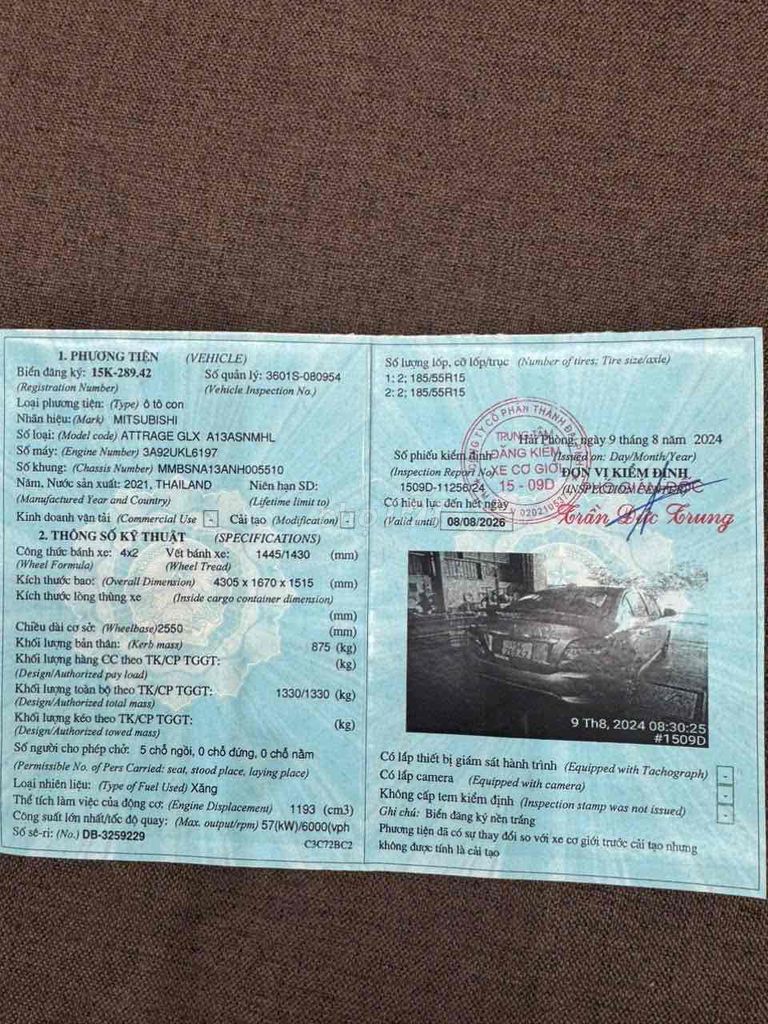 1. PHƯƠNG TIỆN (VEHICLE)
Biển đăng ký: 15K-289.42 Số quản lý: 3601S-080954
(Registration Number) (Vehicle Inspection No.)
Loại phương tiện: (Type) ô tô con
Nhãn hiệu: (Mark) MITSUBISHI
Số loại: (Model code) ATTRAGE GLX A13ASNMHL
Số máy: (Engine Number) 3A92UKL6197
Số khung: (Chassis Number) MMBSNA13ANH005510
Năm, Nước sản xuất: 2021, THAILAND Niên hạn SD:
(Manufactured Year and Country) (Lifetime limit to)
Kinh doanh vận tải (Commercial Use) - Cải tạo (Modification) -
2. THÔNG SỐ KỸ THUẬT (SPECIFICATIONS)
Công thức bánh xe: 4x2 Vết bánh xe: 1445/1430 (mm)
(Wheel Formula) (Wheel Tread)
Kích thước bao: (Overall Dimension) 4305 x 1670 x 1515 (mm)
Kích thước lòng thùng xe (Inside cargo container dimension)
(mm)
Chiều dài cơ sở: (Wheelbase) 2550 (mm)
Khối lượng bản thân: (Kerb mass) 875 (kg)
Khối lượng hàng CC theo TK/CP TGGT: (kg)
(Design/Authorized pay load)
Khối lượng toàn bộ theo TK/CP TGGT: 1330/1330 (kg)
(Design/Authorized total mass)
Khối lượng kéo theo TK/CP TGGT: (kg)
(Design/Authorized towed mass)
Số người cho phép chở: 5 chỗ ngồi, 0 chỗ đứng, 0 chỗ nằm
(Permissible No. of Pers Carried: seat, stood place, laying place)
Loại nhiên liệu: (Type of Fuel Used) Xăng
Thể tích làm việc của động cơ: (Engine Displacement) 1193 (cm3)
Công suất lớn nhất/tốc độ quay: (Max. output/rpm) 57(kW)/6000(vph
Số sê-ri: (No.) DB-3259229
C3C72BC2
Số lượng lốp, cỡ lốp/trục (Number of tires; Tire size/axle)
1: 2; 185/55R15
2: 2; 185/55R15
Hải Phòng, ngày 9 tháng 8 năm 2024
Số phiếu kiểm định (Issued on: Day/Month/Year)
(Inspection Report No) ĐƠN VỊ KIỂM ĐỊNH
1509D-11256/24 (INSPECTION CENTER)
TRUNG TÂM
ĐĂNG KIỂM
XE CƠ GIỚI
15 - 09D
PHÓ GIÁM ĐỐC
Có hiệu lực đến hết ngày
(Valid until) 08/08/2026
Trần Đức Trung
9 Th8, 2024 08:30:25
#1509D
Có lắp thiết bị giám sát hành trình (Equipped with Tachograph) -
Có lắp camera (Equipped with camera) -
Không cấp tem kiểm định (Inspection stamp was not issued) -
Ghi chú: Biển đăng ký nền trắng
Phương tiện đã có sự thay đổi so với xe cơ giới trước cải tạo nhưng
không được tính là cải tạo